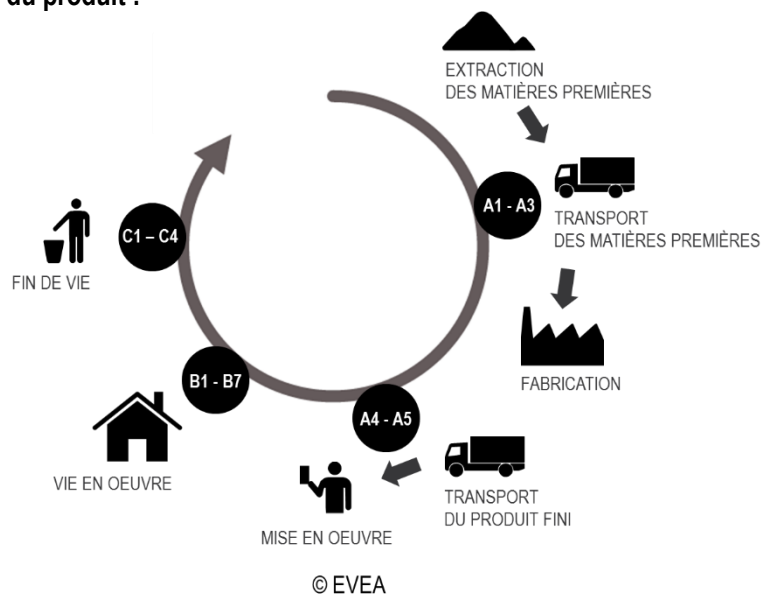 du produit :
EXTRACTION
DES MATIÈRES PREMIÈRES
A1 - A3
TRANSPORT
DES MATIÈRES PREMIÈRES
FABRICATION
A4 - A5
TRANSPORT
DU PRODUIT FINI
MISE EN OEUVRE
B1 - B7
VIE EN OEUVRE
C1 – C4
FIN DE VIE
© EVEA